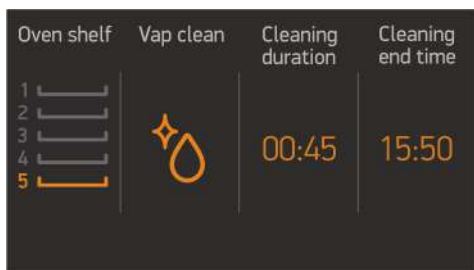 Oven shelf
Vap clean
Cleaning
duration
Cleaning
end time
1
2
3
4
5
00:45
15:50